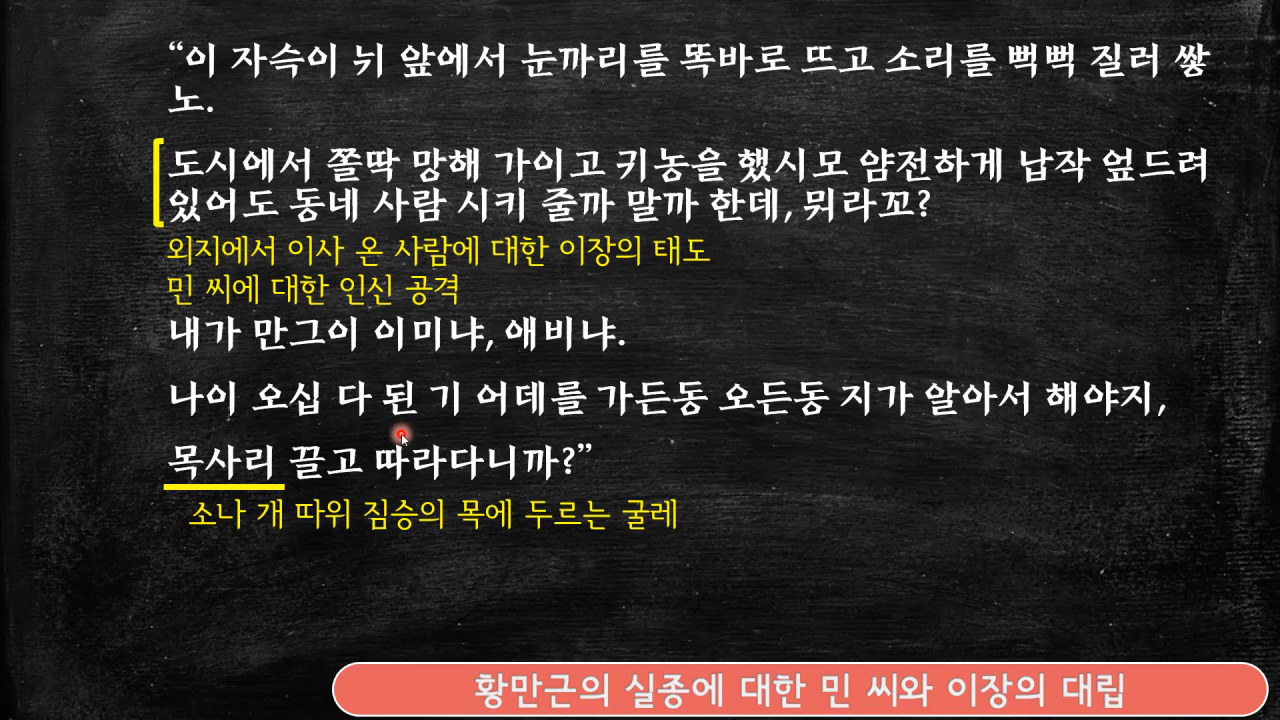 “이 자슥이 뉘 앞에서 눈까리를 똑바로 뜨고 소리를 뻑뻑 질러 쌓
노.
도시에서 쫄딱 망해 가이고 귀농을 했시모 얌전하게 납작 엎드려
있어도 동네 사람 시키 줄까 말까 한데, 뭐라꼬?
외지에서 이사 온 사람에 대한 이장의 태도
민 씨에 대한 인신 공격
내가 만그이 이미냐, 애비냐.
나이 오십 다 된 기 어데를 가든동 오든동 지가 알아서 해야지,
목사리 끌고 따라다니까?”
소나 개 따위 짐승의 목에 두르는 굴레
황만근의 실종에 대한 민 씨와 이장의 대립